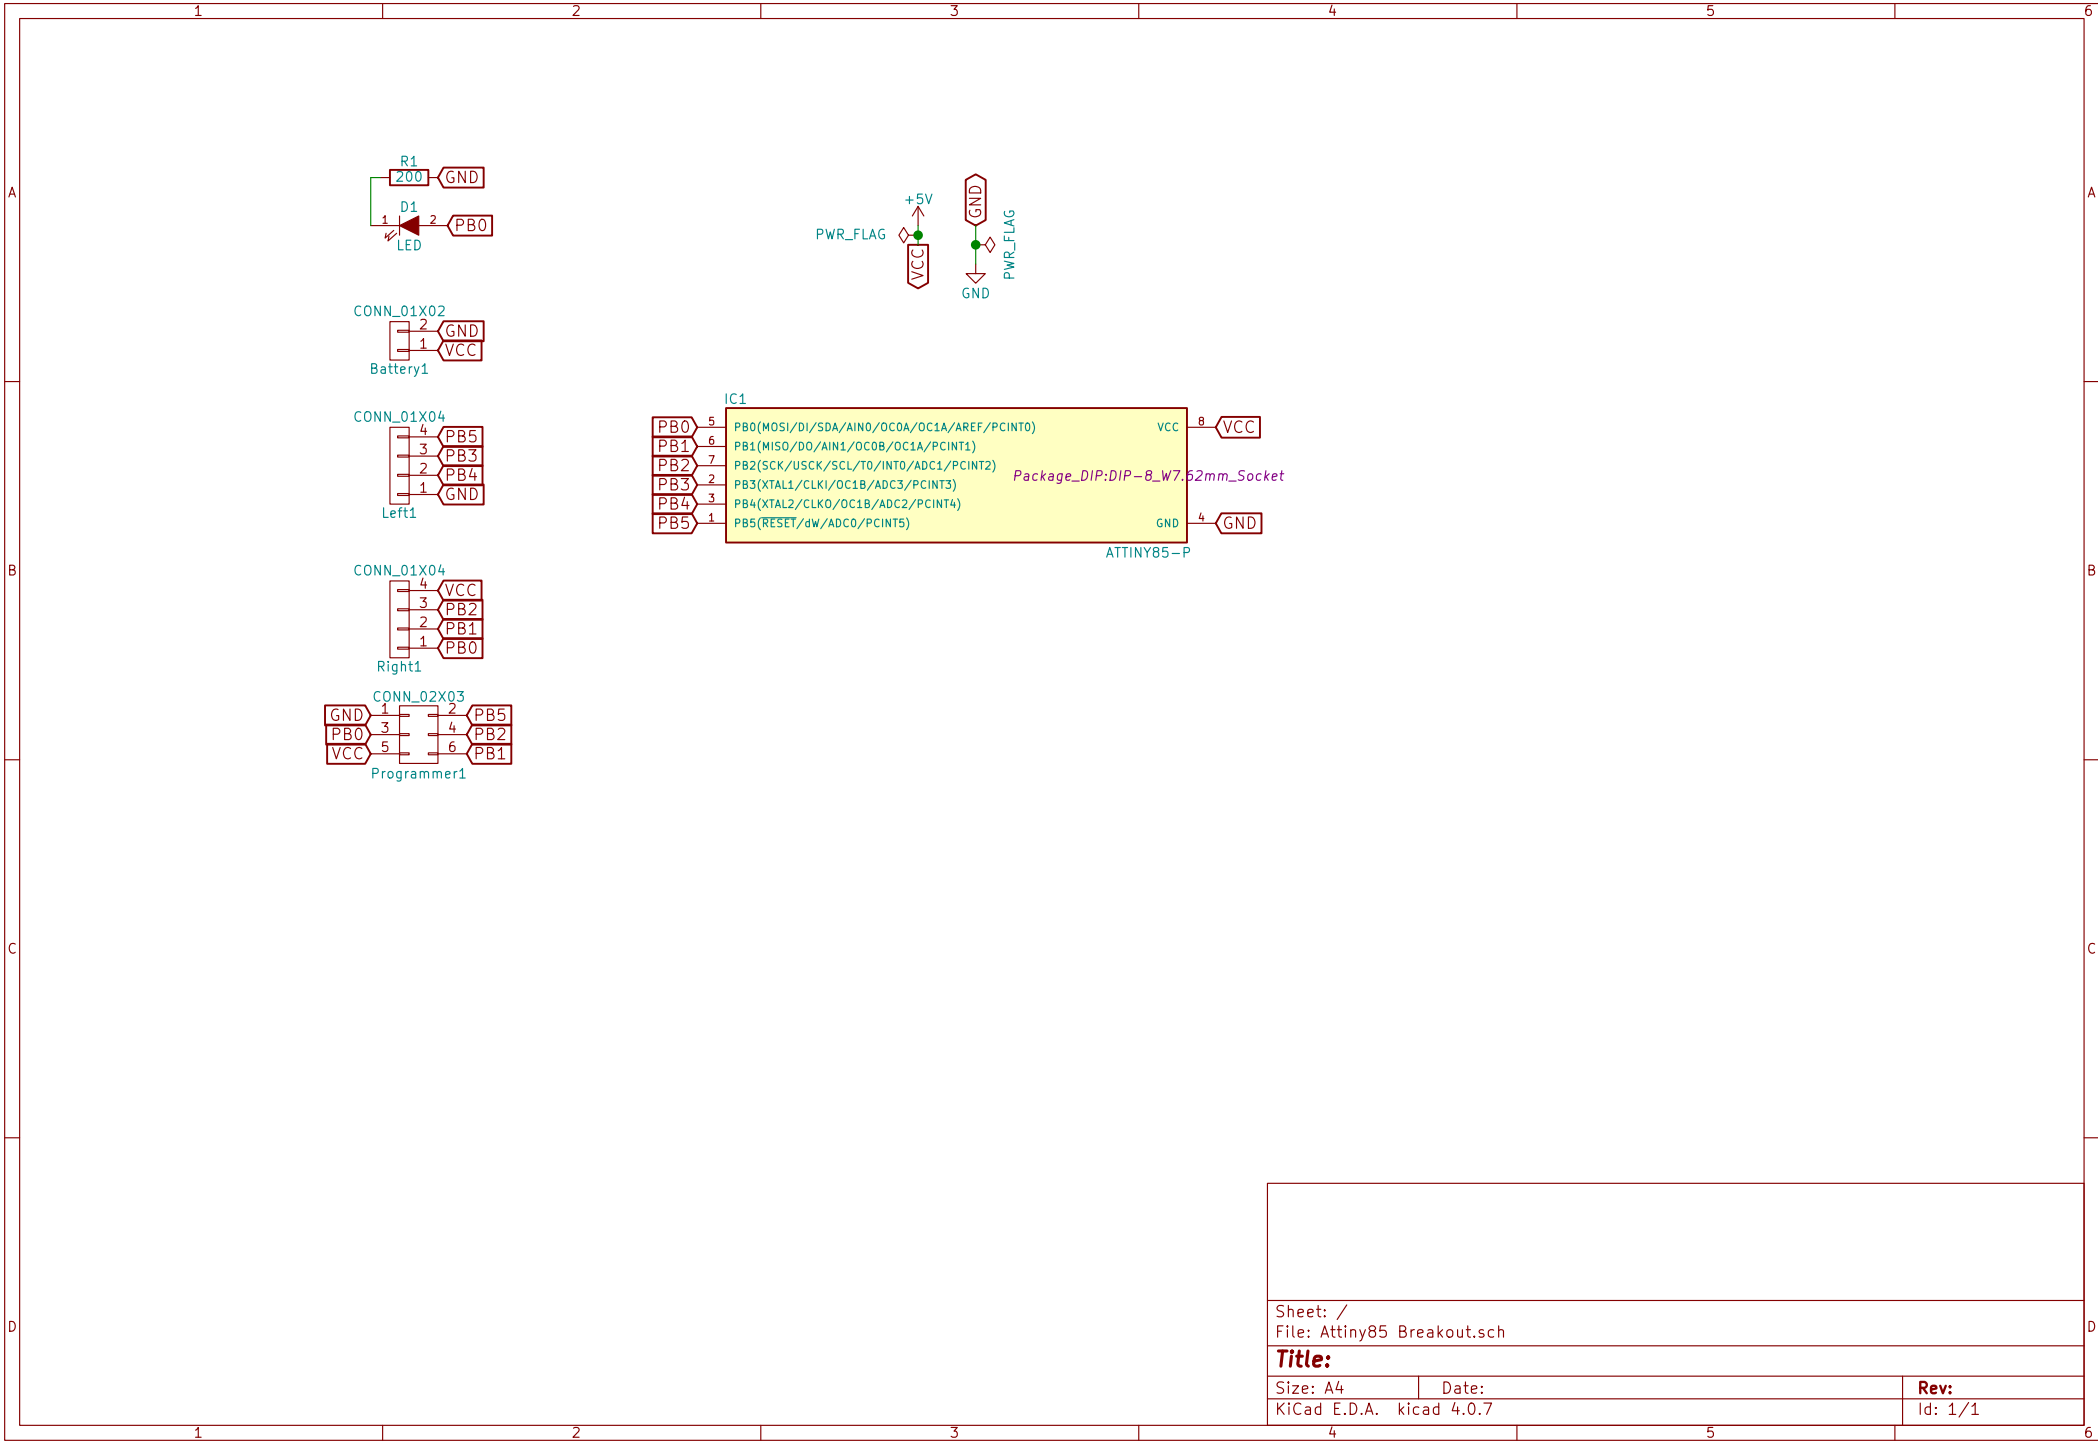 1 2 3 4 5 6
A A
R1
200 GND
D1
1 2 PB0
LED
+5V
PWR_FLAG
VCC
GND
PWR_FLAG
GND
CONN_01X02
2 GND
1 VCC
Battery1
CONN_01X04
4 PB5
3 PB3
2 PB4
1 GND
Left1
IC1
PB0 5 PB0(MOSI/DI/SDA/AIN0/OC0A/OC1A/AREF/PCINT0) VCC 8 VCC
PB1 6 PB1(MISO/DO/AIN1/OC0B/OC1A/PCINT1)
PB2 7 PB2(SCK/USCK/SCL/T0/INT0/ADC1/PCINT2)
Package_DIP:DIP-8_W7.62mm_Socket
PB3 2 PB3(XTAL1/CLKI/OC1B/ADC3/PCINT3)
PB4 3 PB4(XTAL2/CLKO/OC1B/ADC2/PCINT4)
PB5 1 PB5(RESET/dW/ADC0/PCINT5) GND 4 GND
ATTINY85-P
B B
CONN_01X04
4 VCC
3 PB2
2 PB1
1 PB0
Right1
CONN_02X03
GND 1 2 PB5
PB0 3 4 PB2
VCC 5 6 PB1
Programmer1
C C
D D
Sheet: /
File: Attiny85 Breakout.sch
Title:
Size: A4 Date: Rev:
KiCad E.D.A. kicad 4.0.7 Id: 1/1
1 2 3 4 5 6